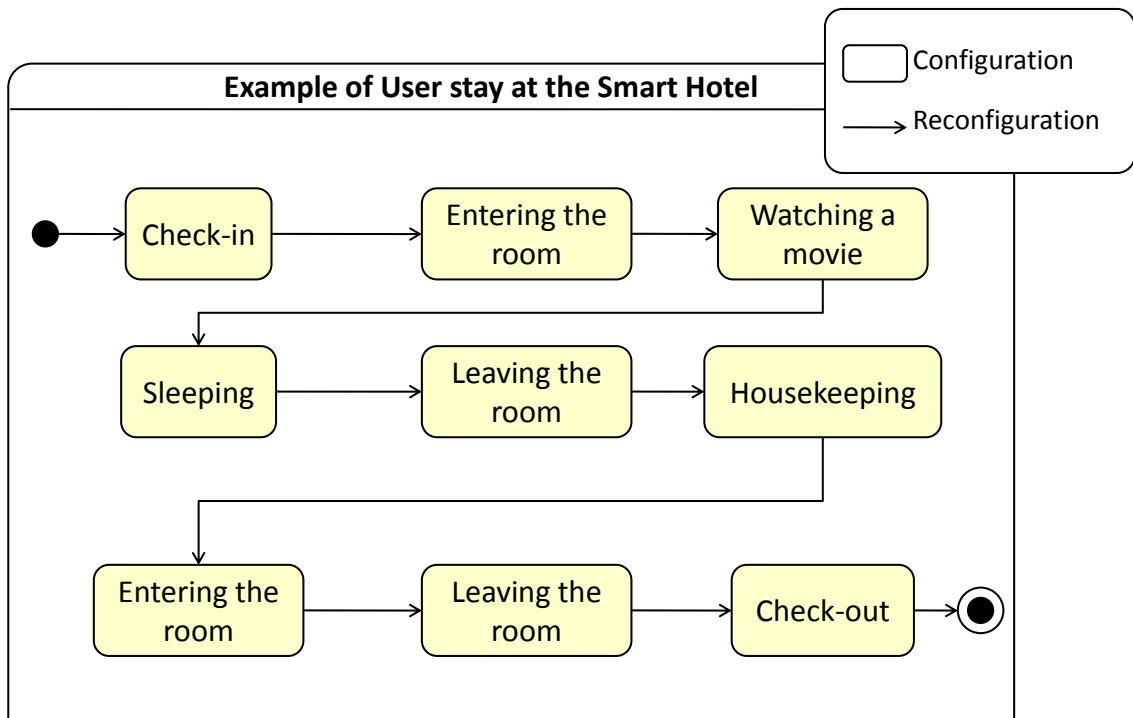 Configuration
Reconfiguration
Example of User stay at the Smart Hotel
Check-in
Entering the
room
Watching a
movie
Sleeping
Leaving the
room
Housekeeping
Entering the
room
Leaving the
room
Check-out